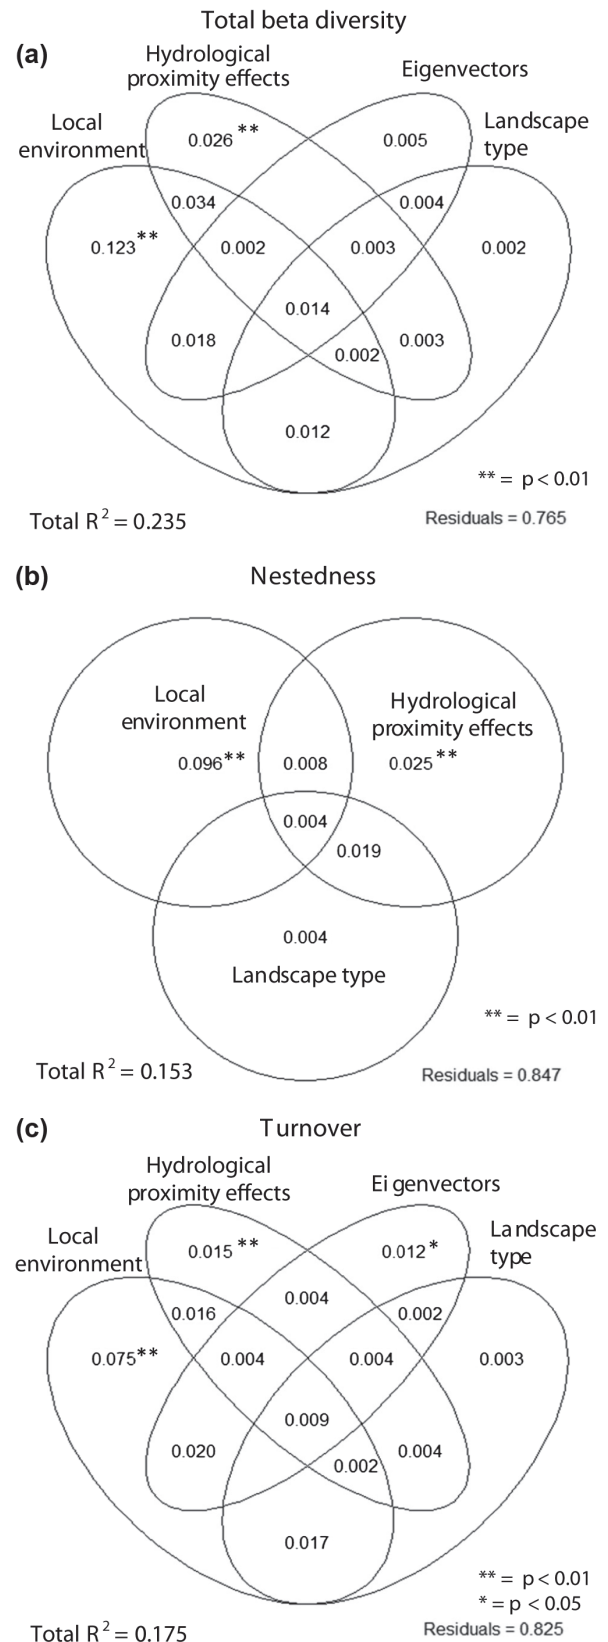 Total beta diversity
(a)
Hydrological
proximity effects
Eigenvectors
Local
environment
Landscape
type
0.026 **
0.005
0.034
0.004
0.123 **
0.002
0.003
0.002
0.014
0.018
0.002
0.003
0.012
** = p < 0.01
Total R² = 0.235
Residuals = 0.765
(b)
Nestedness
Local
environment
Hydrological
proximity effects
0.096 **
0.008
0.025 **
0.004
0.019
0.004
Landscape type
** = p < 0.01
Total R² = 0.153
Residuals = 0.847
(c)
Turnover
Hydrological
proximity effects
Ei genvectors
Local
environment
Landscape
type
0.015 **
0.012 *
0.004
0.016
0.002
0.075 **
0.004
0.004
0.003
0.009
0.020
0.002
0.004
0.017
** = p < 0.01
* = p < 0.05
Total R² = 0.175
Residuals = 0.825